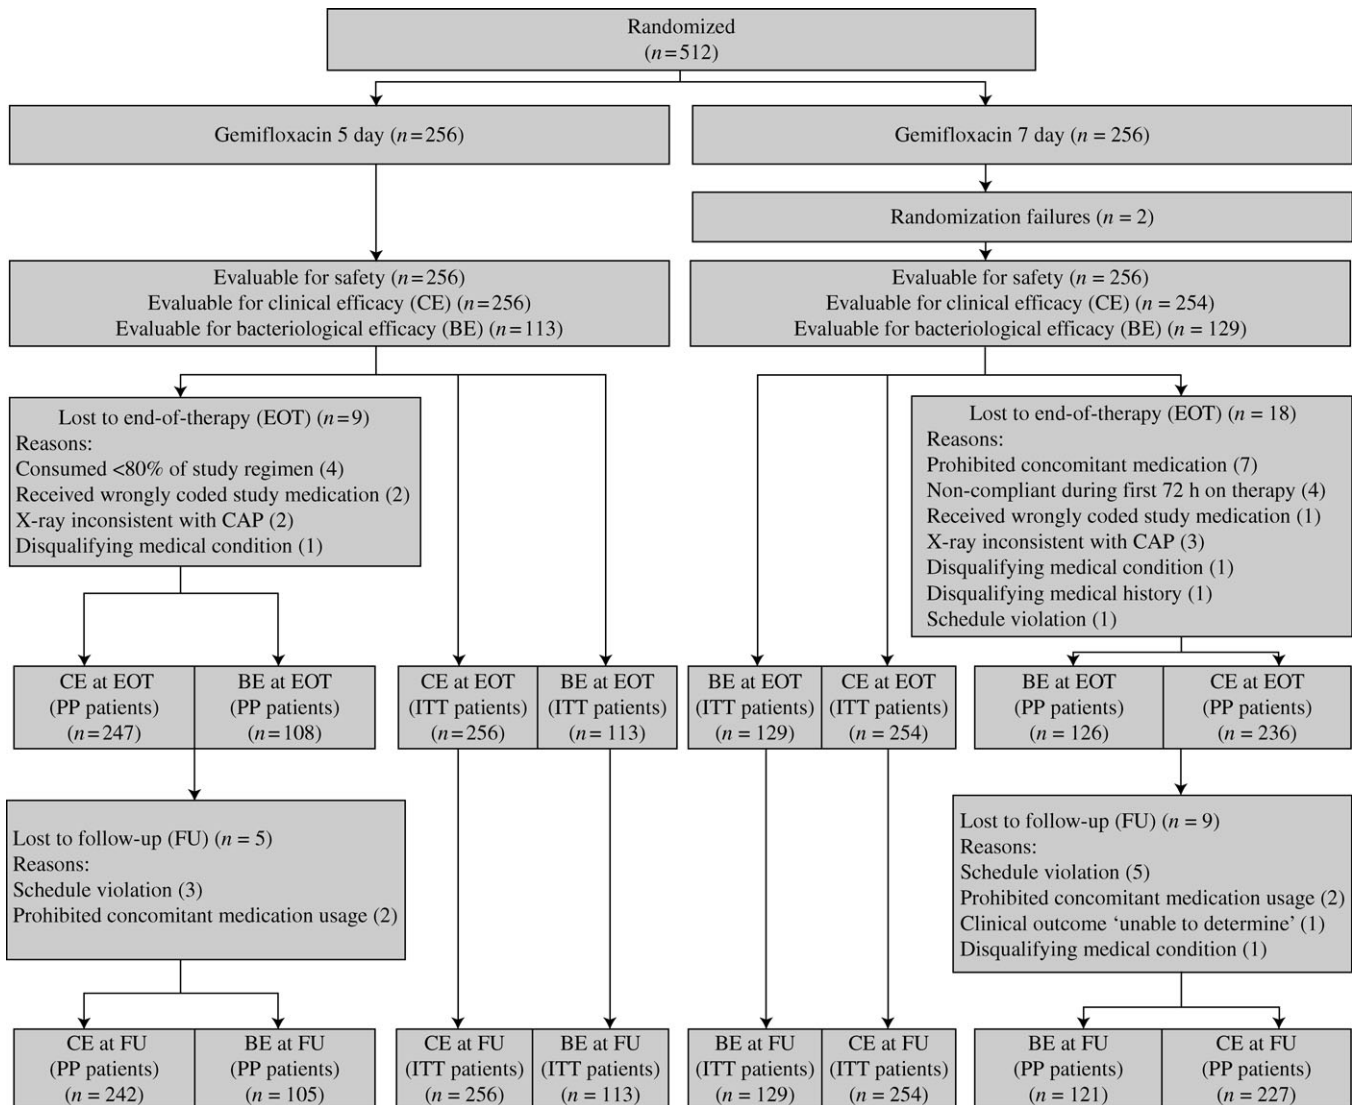 Randomized
(n=512)
Gemifloxacin 5 day (n=256)
Gemifloxacin 7 day (n = 256)
Randomization failures (n = 2)
Evaluable for safety (n=256)
Evaluable for clinical efficacy (CE) (n=256)
Evaluable for bacteriological efficacy (BE) (n=113)
Evaluable for safety (n = 256)
Evaluable for clinical efficacy (CE) (n = 254)
Evaluable for bacteriological efficacy (BE) (n = 129)
Lost to end-of-therapy (EOT) (n=9)
Reasons:
Consumed <80% of study regimen (4)
Received wrongly coded study medication (2)
X-ray inconsistent with CAP (2)
Disqualifying medical condition (1)
Lost to end-of-therapy (EOT) (n = 18)
Reasons:
Prohibited concomitant medication (7)
Non-compliant during first 72 h on therapy (4)
Received wrongly coded study medication (1)
X-ray inconsistent with CAP (3)
Disqualifying medical condition (1)
Disqualifying medical history (1)
Schedule violation (1)
CE at EOT
(PP patients)
(n=247)
BE at EOT
(PP patients)
(n=108)
CE at EOT
(ITT patients)
(n=256)
BE at EOT
(ITT patients)
(n=113)
BE at EOT
(ITT patients)
(n = 129)
CE at EOT
(ITT patients)
(n = 254)
BE at EOT
(PP patients)
(n = 126)
CE at EOT
(PP patients)
(n = 236)
Lost to follow-up (FU) (n = 5)
Reasons:
Schedule violation (3)
Prohibited concomitant medication usage (2)
Lost to follow-up (FU) (n = 9)
Reasons:
Schedule violation (5)
Prohibited concomitant medication usage (2)
Clinical outcome ‘unable to determine’ (1)
Disqualifying medical condition (1)
CE at FU
(PP patients)
(n = 242)
BE at FU
(PP patients)
(n = 105)
CE at FU
(ITT patients)
(n = 256)
BE at FU
(ITT patients)
(n = 113)
BE at FU
(ITT patients)
(n = 129)
CE at FU
(ITT patients)
(n = 254)
BE at FU
(PP patients)
(n = 121)
CE at FU
(PP patients)
(n = 227)